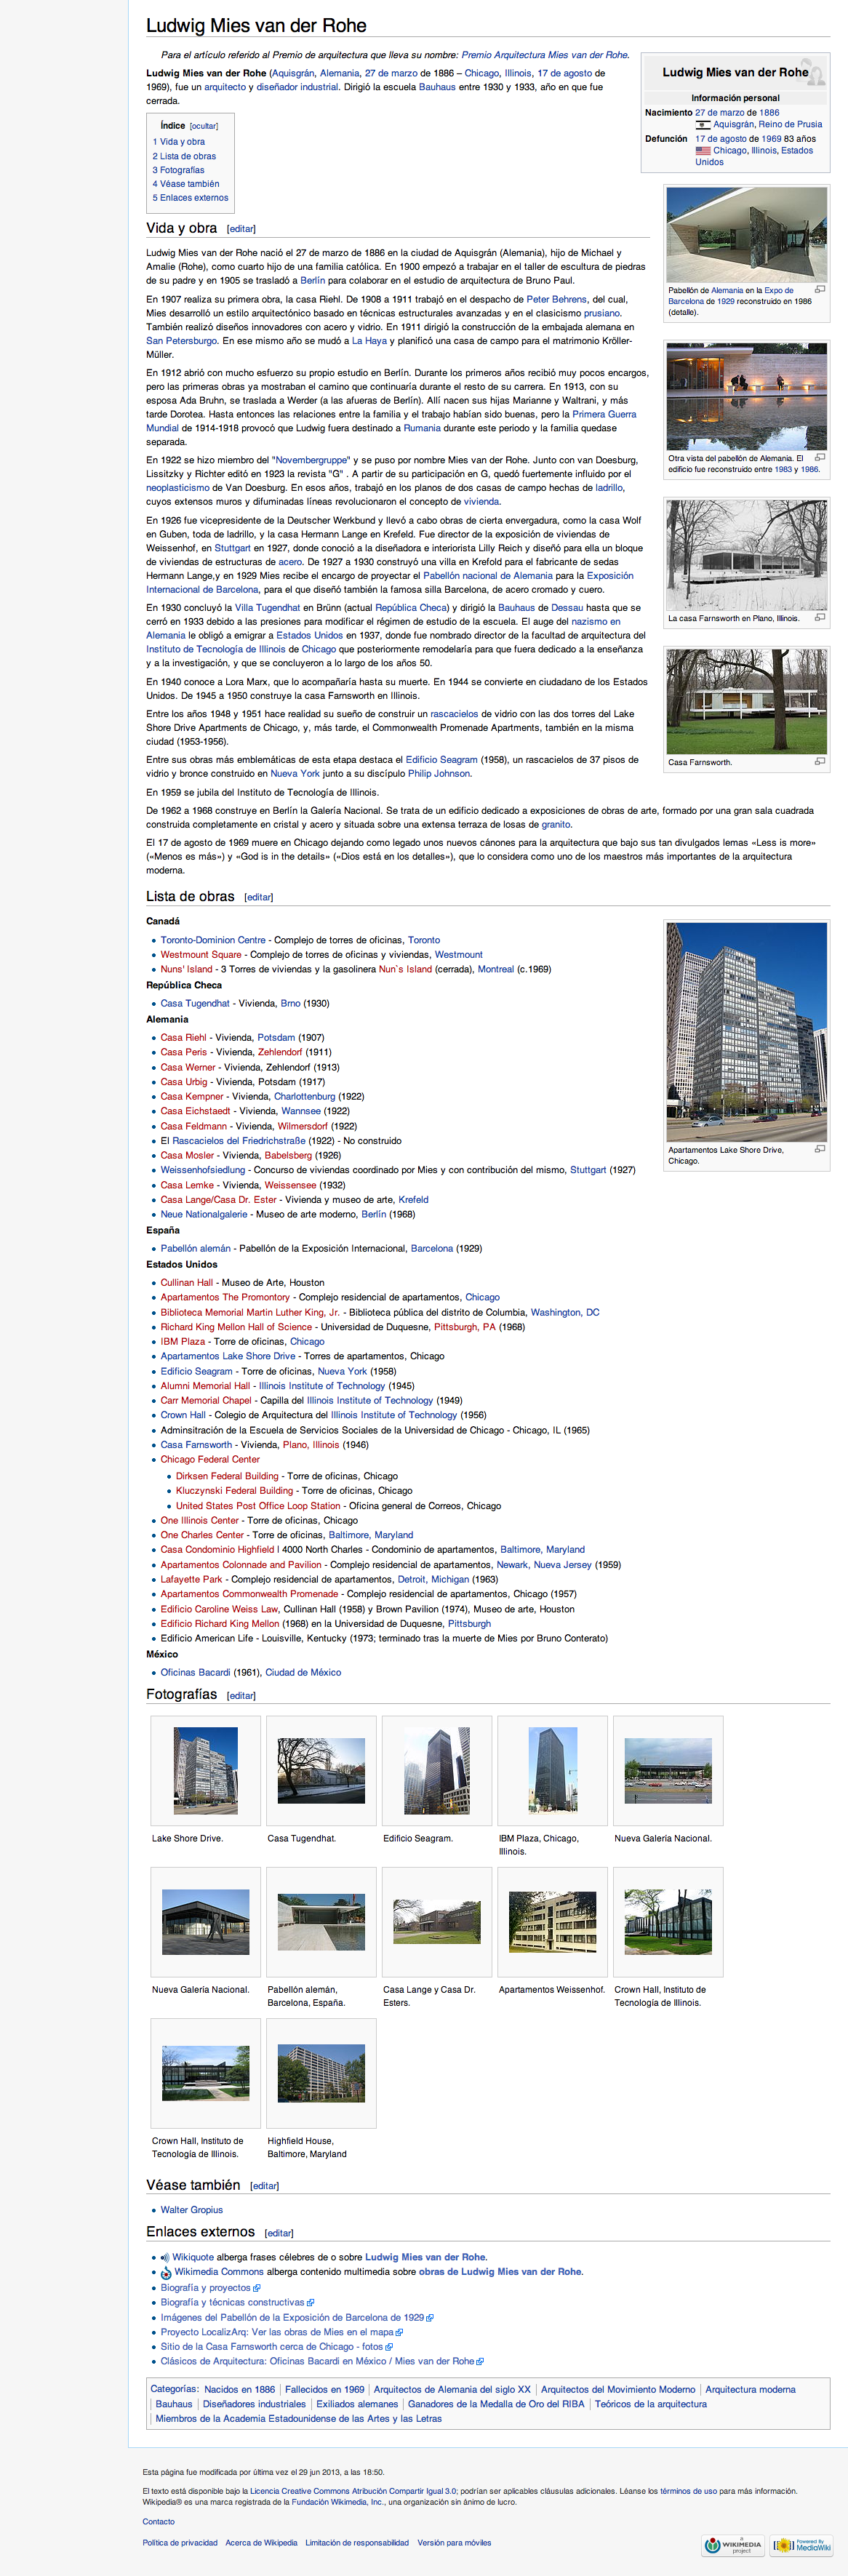 Ludwig Mies van der Rohe
Para el artículo referido al Premio de arquitectura que lleva su nombre: Premio Arquitectura Mies van der Rohe.
Ludwig Mies van der Rohe (Aquisgrán, Alemania, 27 de marzo de 1886 – Chicago, Illinois, 17 de agosto de
1969), fue un arquitecto y diseñador industrial. Dirigió la escuela Bauhaus entre 1930 y 1933, año en que fue
cerrada.
Ludwig Mies van der Rohe
Información personal
Nacimiento 27 de marzo de 1886
Aquisgrán, Reino de Prusia
Defunción 17 de agosto de 1969 83 años
Chicago, Illinois, Estados
Unidos
Índice [ocultar]
1 Vida y obra
2 Lista de obras
3 Fotografías
4 Véase también
5 Enlaces externos
Pabellón de Alemania en la Expo de
Barcelona de 1929 reconstruido en 1986
(detalle).
Otra vista del pabellón de Alemania. El
edificio fue reconstruido entre 1983 y 1986.
La casa Farnsworth en Plano, Illinois.
Casa Farnsworth.
Vida y obra [editar]
Ludwig Mies van der Rohe nació el 27 de marzo de 1886 en la ciudad de Aquisgrán (Alemania), hijo de Michael y
Amalie (Rohe), como cuarto hijo de una familia católica. En 1900 empezó a trabajar en el taller de escultura de piedras
de su padre y en 1905 se trasladó a Berlín para colaborar en el estudio de arquitectura de Bruno Paul.
En 1907 realiza su primera obra, la casa Riehl. De 1908 a 1911 trabajó en el despacho de Peter Behrens, del cual,
Mies desarrolló un estilo arquitectónico basado en técnicas estructurales avanzadas y en el clasicismo prusiano.
También realizó diseños innovadores con acero y vidrio. En 1911 dirigió la construcción de la embajada alemana en
San Petersburgo. En ese mismo año se mudó a La Haya y planificó una casa de campo para el matrimonio Kröller-
Müller.
En 1912 abrió con mucho esfuerzo su propio estudio en Berlín. Durante los primeros años recibió muy pocos encargos,
pero las primeras obras ya mostraban el camino que continuaría durante el resto de su carrera. En 1913, con su
esposa Ada Bruhn, se traslada a Werder (a las afueras de Berlín). Allí nacen sus hijas Marianne y Waltrani, y más
tarde Dorotea. Hasta entonces las relaciones entre la familia y el trabajo habían sido buenas, pero la Primera Guerra
Mundial de 1914-1918 provocó que Ludwig fuera destinado a Rumania durante este periodo y la familia quedase
separada.
En 1922 se hizo miembro del "Novembergruppe" y se puso por nombre Mies van der Rohe. Junto con van Doesburg,
Lissitzky y Richter editó en 1923 la revista "G" . A partir de su participación en G, quedó fuertemente influido por el
neoplasticismo de Van Doesburg. En esos años, trabajó en los planos de dos casas de campo hechas de ladrillo,
cuyos extensos muros y difuminadas líneas revolucionaron el concepto de vivienda.
En 1926 fue vicepresidente de la Deutscher Werkbund y llevó a cabo obras de cierta envergadura, como la casa Wolf
en Guben, toda de ladrillo, y la casa Hermann Lange en Krefeld. Fue director de la exposición de viviendas de
Weissenhof, en Stuttgart en 1927, donde conoció a la diseñadora e interiorista Lilly Reich y diseñó para ella un bloque
de viviendas de estructuras de acero. De 1927 a 1930 construyó una villa en Krefold para el fabricante de sedas
Hermann Lange,y en 1929 Mies recibe el encargo de proyectar el Pabellón nacional de Alemania para la Exposición
Internacional de Barcelona, para el que diseñó también la famosa silla Barcelona, de acero cromado y cuero.
En 1930 concluyó la Villa Tugendhat en Brünn (actual República Checa) y dirigió la Bauhaus de Dessau hasta que se
cerró en 1933 debido a las presiones para modificar el régimen de estudio de la escuela. El auge del nazismo en
Alemania le obligó a emigrar a Estados Unidos en 1937, donde fue nombrado director de la facultad de arquitectura del
Instituto de Tecnología de Illinois de Chicago que posteriormente remodelaría para que fuera dedicado a la enseñanza
y a la investigación, y que se concluyeron a lo largo de los años 50.
En 1940 conoce a Lora Marx, que lo acompañaría hasta su muerte. En 1944 se convierte en ciudadano de los Estados
Unidos. De 1945 a 1950 construye la casa Farnsworth en Illinois.
Entre los años 1948 y 1951 hace realidad su sueño de construir un rascacielos de vidrio con las dos torres del Lake
Shore Drive Apartments de Chicago, y, más tarde, el Commonwealth Promenade Apartments, también en la misma
ciudad (1953-1956).
Entre sus obras más emblemáticas de esta etapa destaca el Edificio Seagram (1958), un rascacielos de 37 pisos de
vidrio y bronce construido en Nueva York junto a su discípulo Philip Johnson.
En 1959 se jubila del Instituto de Tecnología de Illinois.
De 1962 a 1968 construye en Berlín la Galería Nacional. Se trata de un edificio dedicado a exposiciones de obras de arte, formado por una gran sala cuadrada
construida completamente en cristal y acero y situada sobre una extensa terraza de losas de granito.
El 17 de agosto de 1969 muere en Chicago dejando como legado unos nuevos cánones para la arquitectura que bajo sus tan divulgados lemas «Less is more»
(«Menos es más») y «God is in the details» («Dios está en los detalles»), que lo considera como uno de los maestros más importantes de la arquitectura
moderna.
Lista de obras [editar]
Canadá
Toronto-Dominion Centre - Complejo de torres de oficinas, Toronto
Westmount Square - Complejo de torres de oficinas y viviendas, Westmount
Nuns' Island - 3 Torres de viviendas y la gasolinera Nun`s Island (cerrada), Montreal (c.1969)
República Checa
Casa Tugendhat - Vivienda, Brno (1930)
Alemania
Casa Riehl - Vivienda, Potsdam (1907)
Casa Peris - Vivienda, Zehlendorf (1911)
Casa Werner - Vivienda, Zehlendorf (1913)
Casa Urbig - Vivienda, Potsdam (1917)
Casa Kempner - Vivienda, Charlottenburg (1922)
Casa Eichstaedt - Vivienda, Wannsee (1922)
Casa Feldmann - Vivienda, Wilmersdorf (1922)
El Rascacielos del Friedrichstraße (1922) - No construido
Casa Mosler - Vivienda, Babelsberg (1926)
Weissenhofsiedlung - Concurso de viviendas coordinado por Mies y con contribución del mismo, Stuttgart (1927)
Casa Lemke - Vivienda, Weissensee (1932)
Casa Lange/Casa Dr. Ester - Vivienda y museo de arte, Krefeld
Neue Nationalgalerie - Museo de arte moderno, Berlín (1968)
Apartamentos Lake Shore Drive,
Chicago.
España
Pabellón alemán - Pabellón de la Exposición Internacional, Barcelona (1929)
Estados Unidos
Cullinan Hall - Museo de Arte, Houston
Apartamentos The Promontory - Complejo residencial de apartamentos, Chicago
Biblioteca Memorial Martin Luther King, Jr. - Biblioteca pública del distrito de Columbia, Washington, DC
Richard King Mellon Hall of Science - Universidad de Duquesne, Pittsburgh, PA (1968)
IBM Plaza - Torre de oficinas, Chicago
Apartamentos Lake Shore Drive - Torres de apartamentos, Chicago
Edificio Seagram - Torre de oficinas, Nueva York (1958)
Alumni Memorial Hall - Illinois Institute of Technology (1945)
Carr Memorial Chapel - Capilla del Illinois Institute of Technology (1949)
Crown Hall - Colegio de Arquitectura del Illinois Institute of Technology (1956)
Adminsitración de la Escuela de Servicios Sociales de la Universidad de Chicago - Chicago, IL (1965)
Casa Farnsworth - Vivienda, Plano, Illinois (1946)
Chicago Federal Center
Dirksen Federal Building - Torre de oficinas, Chicago
Kluczynski Federal Building - Torre de oficinas, Chicago
United States Post Office Loop Station - Oficina general de Correos, Chicago
One Illinois Center - Torre de oficinas, Chicago
One Charles Center - Torre de oficinas, Baltimore, Maryland
Casa Condominio Highfield | 4000 North Charles - Condominio de apartamentos, Baltimore, Maryland
Apartamentos Colonnade and Pavilion - Complejo residencial de apartamentos, Newark, Nueva Jersey (1959)
Lafayette Park - Complejo residencial de apartamentos, Detroit, Michigan (1963)
Apartamentos Commonwealth Promenade - Complejo residencial de apartamentos, Chicago (1957)
Edificio Caroline Weiss Law, Cullinan Hall (1958) y Brown Pavilion (1974), Museo de arte, Houston
Edificio Richard King Mellon (1968) en la Universidad de Duquesne, Pittsburgh
Edificio American Life - Louisville, Kentucky (1973; terminado tras la muerte de Mies por Bruno Conterato)
México
Oficinas Bacardi (1961), Ciudad de México
Fotografías [editar]
Lake Shore Drive.
Casa Tugendhat.
Edificio Seagram.
IBM Plaza, Chicago,
Illinois.
Nueva Galería Nacional.
Nueva Galería Nacional.
Pabellón alemán,
Barcelona, España.
Casa Lange y Casa Dr.
Esters.
Apartamentos Weissenhof.
Crown Hall, Instituto de
Tecnología de Illinois.
Crown Hall, Instituto de
Tecnología de Illinois.
Highfield House,
Baltimore, Maryland
Véase también [editar]
Walter Gropius
Enlaces externos [editar]
Wikiquote alberga frases célebres de o sobre Ludwig Mies van der Rohe.
Wikimedia Commons alberga contenido multimedia sobre obras de Ludwig Mies van der Rohe.
Biografía y proyectos
Biografía y técnicas constructivas
Imágenes del Pabellón de la Exposición de Barcelona de 1929
Proyecto LocalizArq: Ver las obras de Mies en el mapa
Sitio de la Casa Farnsworth cerca de Chicago - fotos
Clásicos de Arquitectura: Oficinas Bacardi en México / Mies van der Rohe
Categorías: Nacidos en 1886 | Fallecidos en 1969 | Arquitectos de Alemania del siglo XX | Arquitectos del Movimiento Moderno | Arquitectura moderna
| Bauhaus | Diseñadores industriales | Exiliados alemanes | Ganadores de la Medalla de Oro del RIBA | Teóricos de la arquitectura
| Miembros de la Academia Estadounidense de las Artes y las Letras
Esta página fue modificada por última vez el 29 jun 2013, a las 18:50.
El texto está disponible bajo la Licencia Creative Commons Atribución Compartir Igual 3.0; podrían ser aplicables cláusulas adicionales. Léanse los términos de uso para más información.
Wikipedia® es una marca registrada de la Fundación Wikimedia, Inc., una organización sin ánimo de lucro.
Contacto
Política de privacidad Acerca de Wikipedia Limitación de responsabilidad Versión para móviles
A
WIKIMEDIA
project
Powered By
MediaWiki